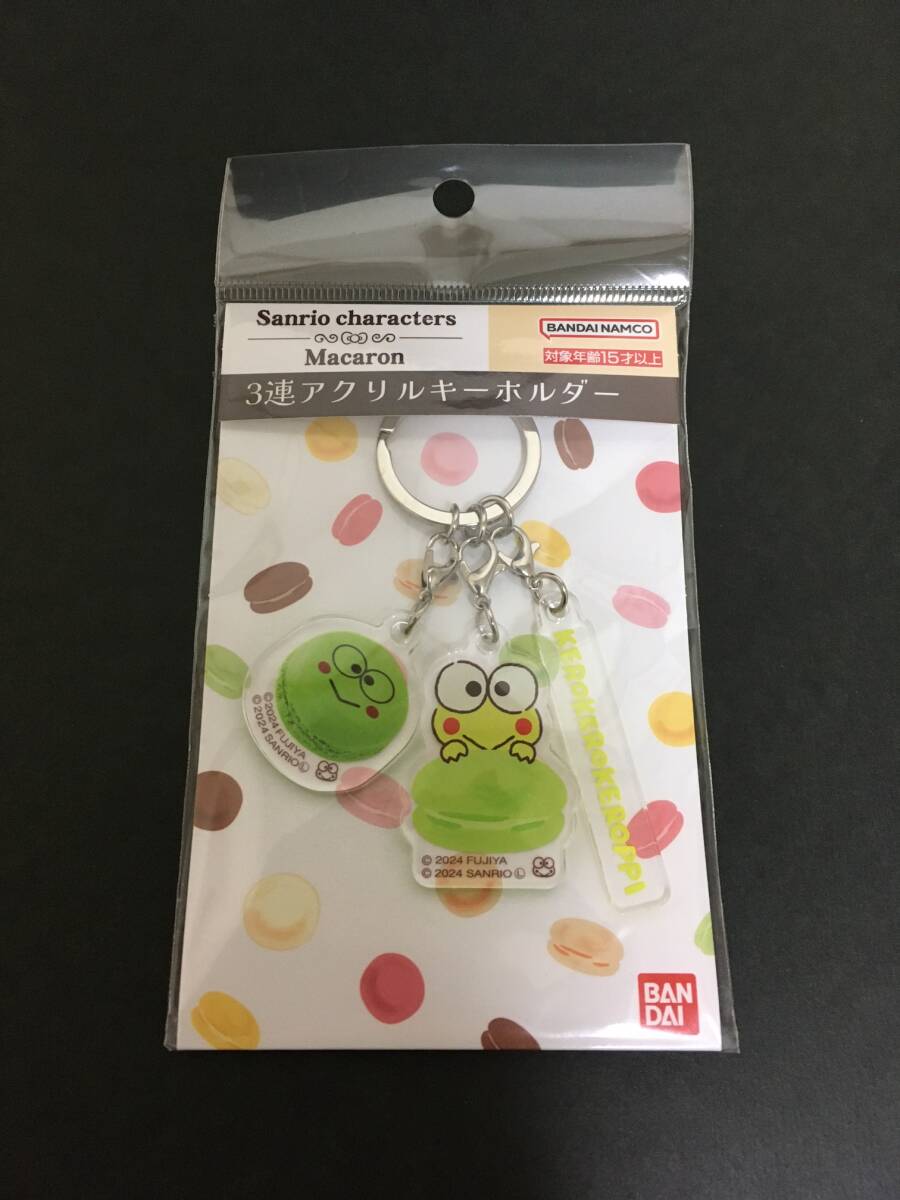 Sanrio characters
Macaron
BANDAI NAMCO
対象年齢15才以上
3連アクリルキーホルダー
©2024 FUJIYA
©2024 SANRIO Ⓛ
© 2024 FUJIYA
© 2024 SANRIO Ⓛ
KEROKEROKEROPPI
BAN
DAI